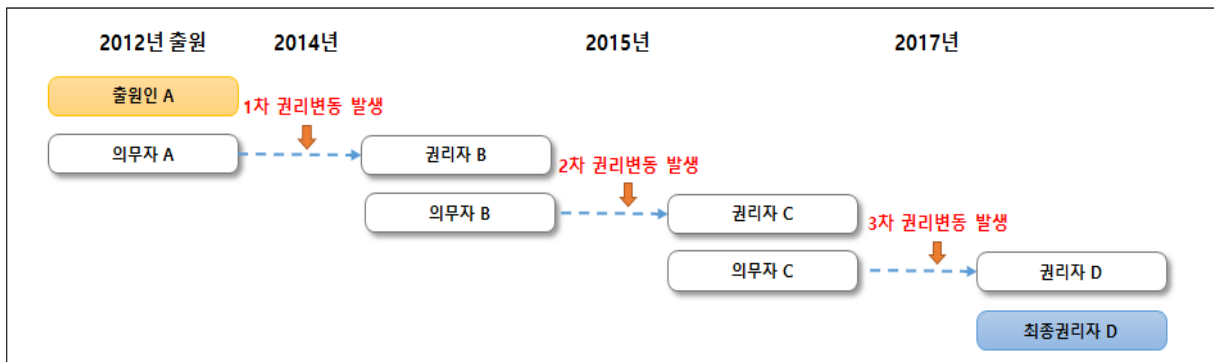 2012년 출원 2014년 2015년 2017년
출원인 A
1차 권리변동 발생
의무자 A
권리자 B
2차 권리변동 발생
의무자 B
권리자 C
3차 권리변동 발생
의무자 C
권리자 D
최종권리자 D